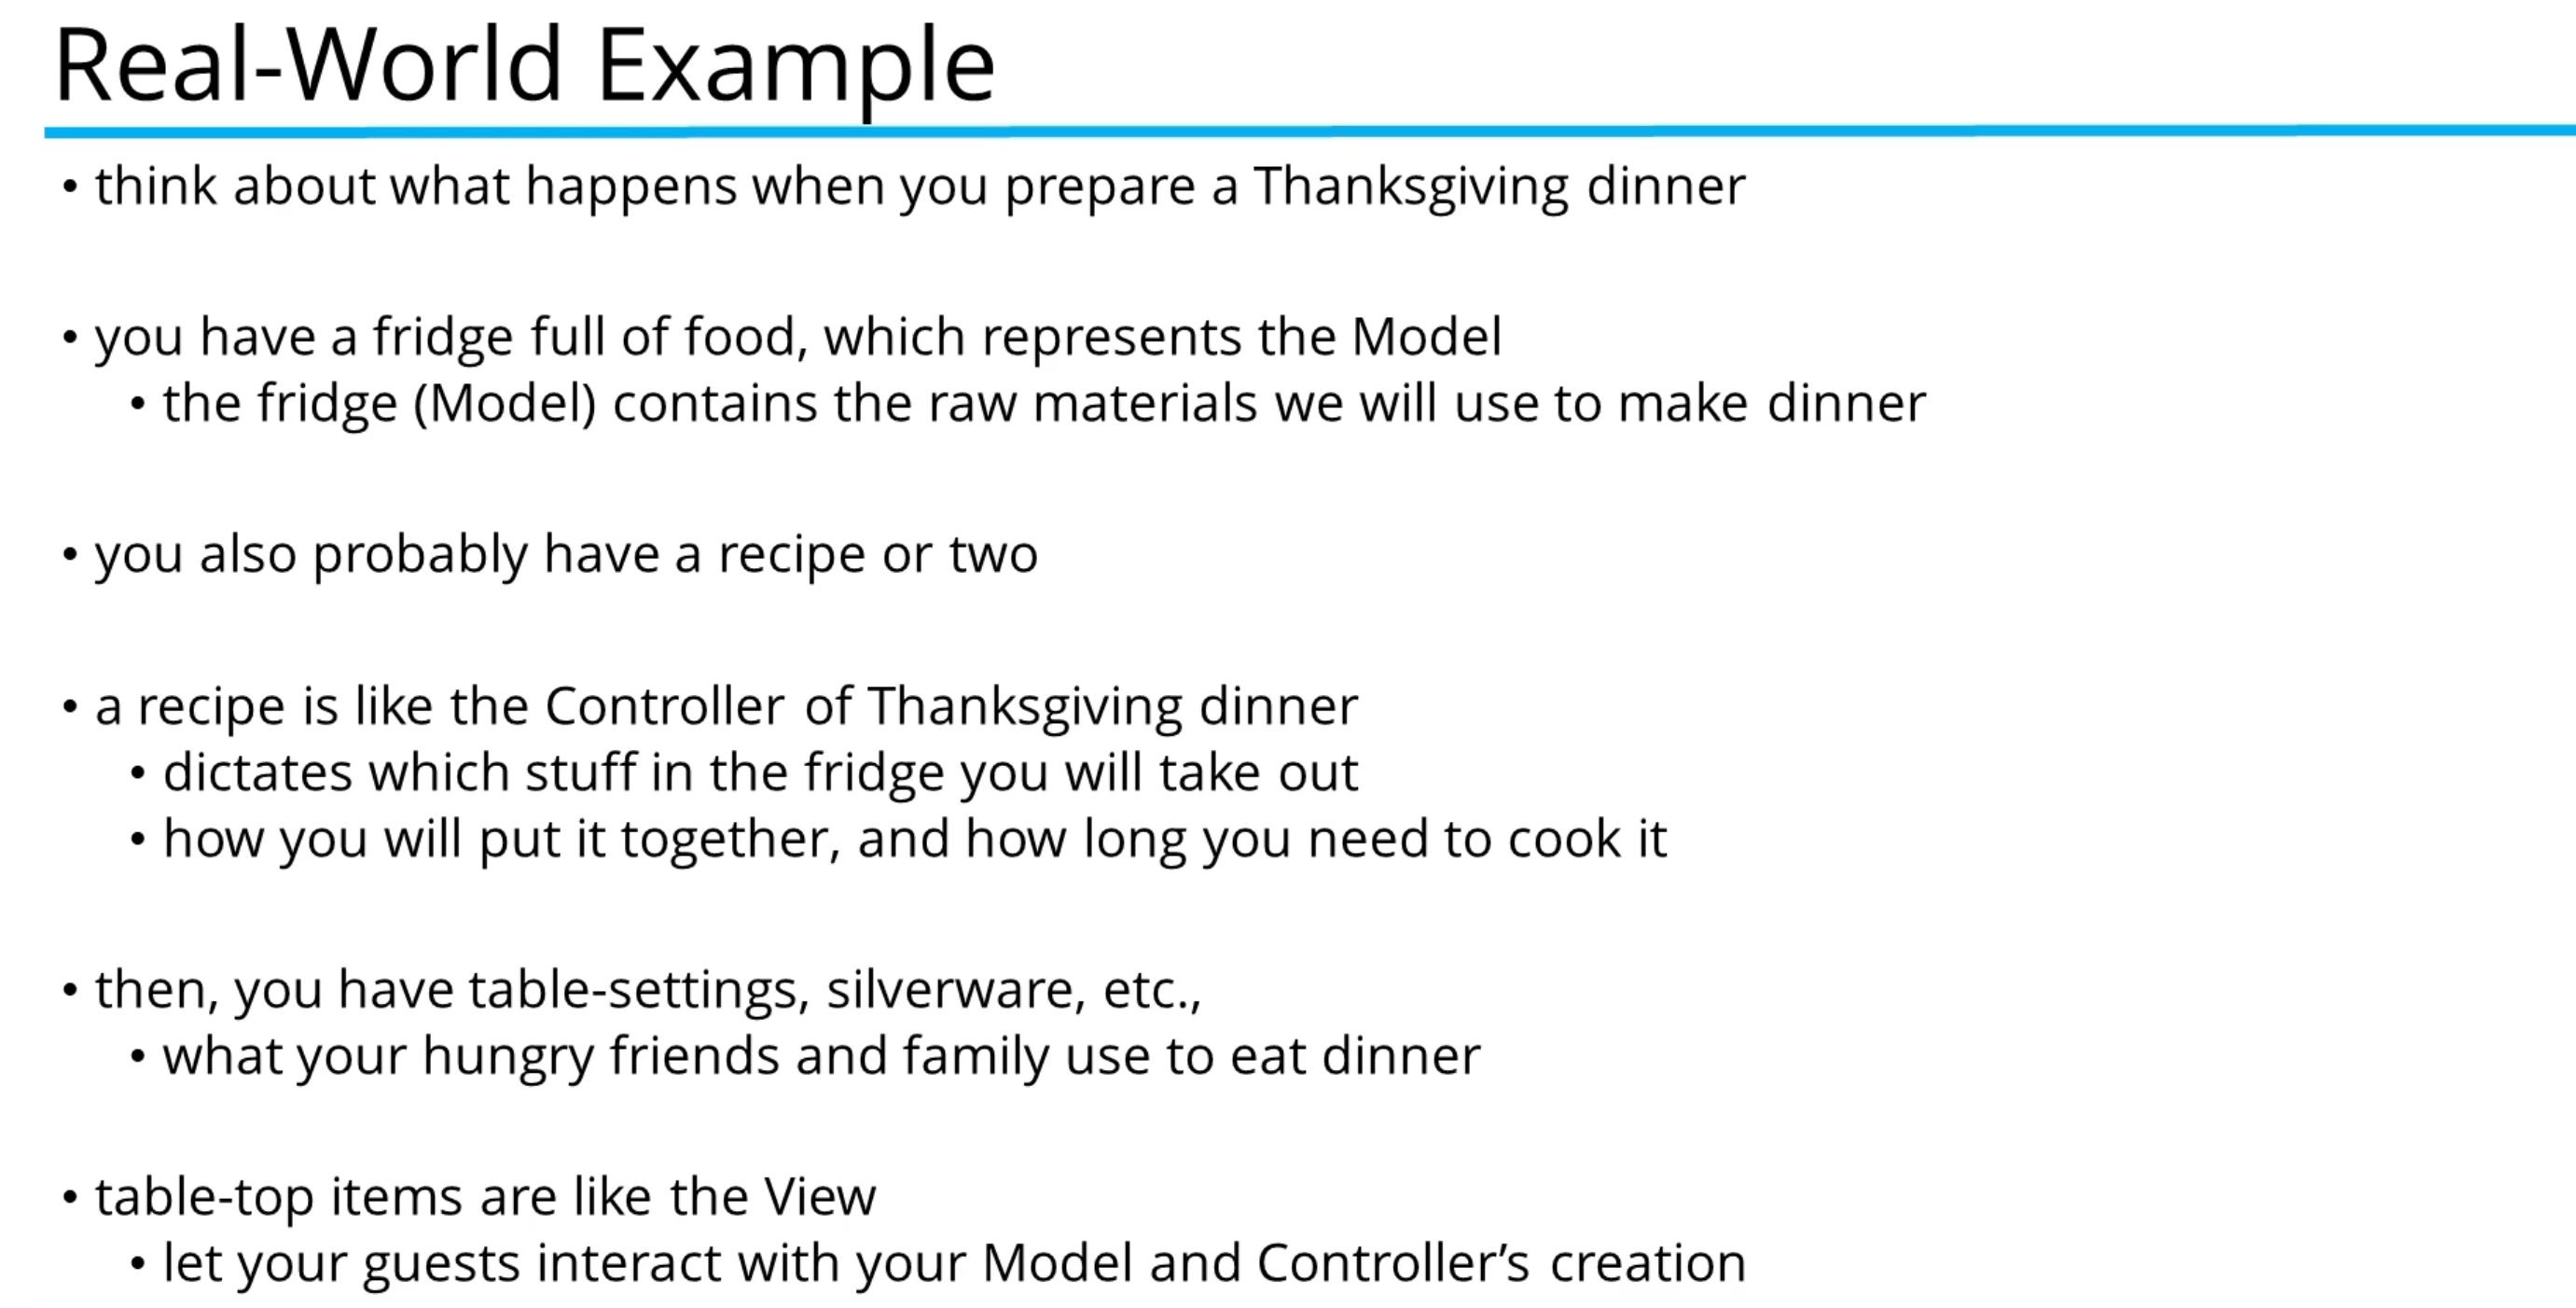 Real-World Example
• think about what happens when you prepare a Thanksgiving dinner
• you have a fridge full of food, which represents the Model
• the fridge (Model) contains the raw materials we will use to make dinner
• you also probably have a recipe or two
• a recipe is like the Controller of Thanksgiving dinner
• dictates which stuff in the fridge you will take out
• how you will put it together, and how long you need to cook it
• then, you have table-settings, silverware, etc.,
• what your hungry friends and family use to eat dinner
• table-top items are like the View
• let your guests interact with your Model and Controller’s creation